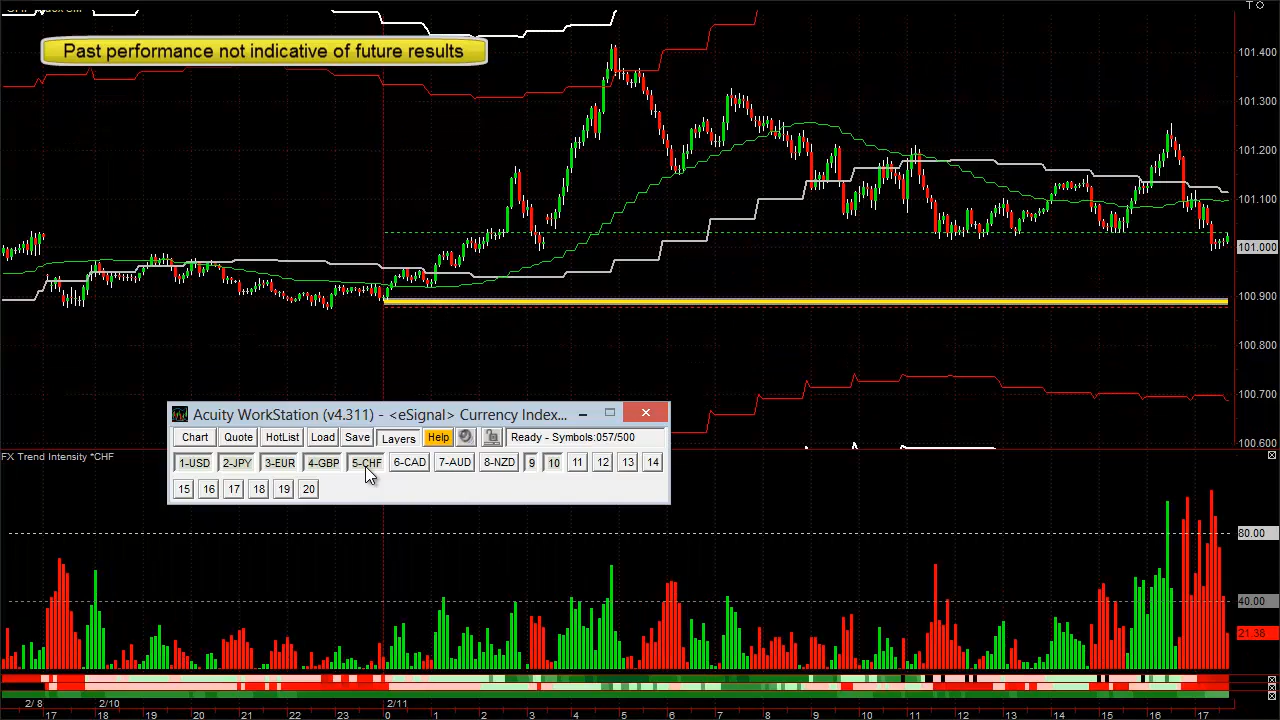 T
Past performance not indicative of future results
101.400
101.300
101.200
101.100
101.000
100.900
100.800
100.700
100.600
Acuity WorkStation (v4.311) - <eSignal> Currency Index...
Chart Quote HotList Load Save Layers Help Ready - Symbols:057/500
1-USD 2-JPY 3-EUR 4-GBP 5-CHF 6-CAD 7-AUD 8-NZD 9 10 11 12 13 14
15 16 17 18 19 20
FX Trend Intensity *CHF
80.00
40.00
21.38
2/ 8 2/10 2/11
17 18 19 20 21 22 23 0 1 2 3 4 5 6 7 8 9 10 11 12 13 14 15 16 17